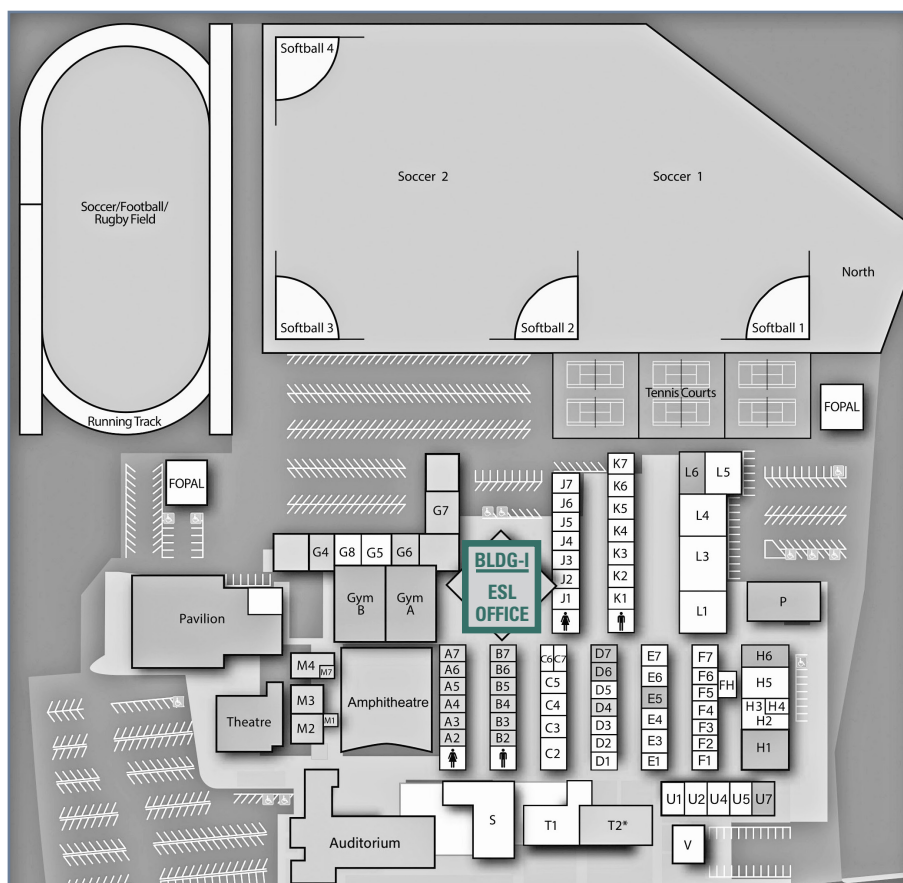 Softball 4
Soccer 2
Soccer 1
Soccer/Football/
Rugby Field
North
Softball 3
Softball 2
Softball 1
Running Track
Tennis Courts
FOPAL
FOPAL
G7
G4
G8
G5
G6
Gym
B
Gym
A
BLDG-I
ESL
OFFICE
J7
J6
J5
J4
J3
J2
J1
K7
K6
K5
K4
K3
K2
K1
L6
L5
L4
L3
L1
P
Pavilion
M4
M7
M3
M2
M1
Theatre
Amphitheatre
A7
A6
A5
A4
A3
A2
B7
B6
B5
B4
B3
B2
C6
C7
C5
C4
C3
C2
D7
D6
D5
D4
D3
D2
D1
E7
E6
E5
E4
E3
E1
F7
F6
F5
F4
F3
F2
F1
FH
H6
H5
H3
H4
H2
H1
Auditorium
S
T1
T2*
U1
U2
U4
U5
U7
V